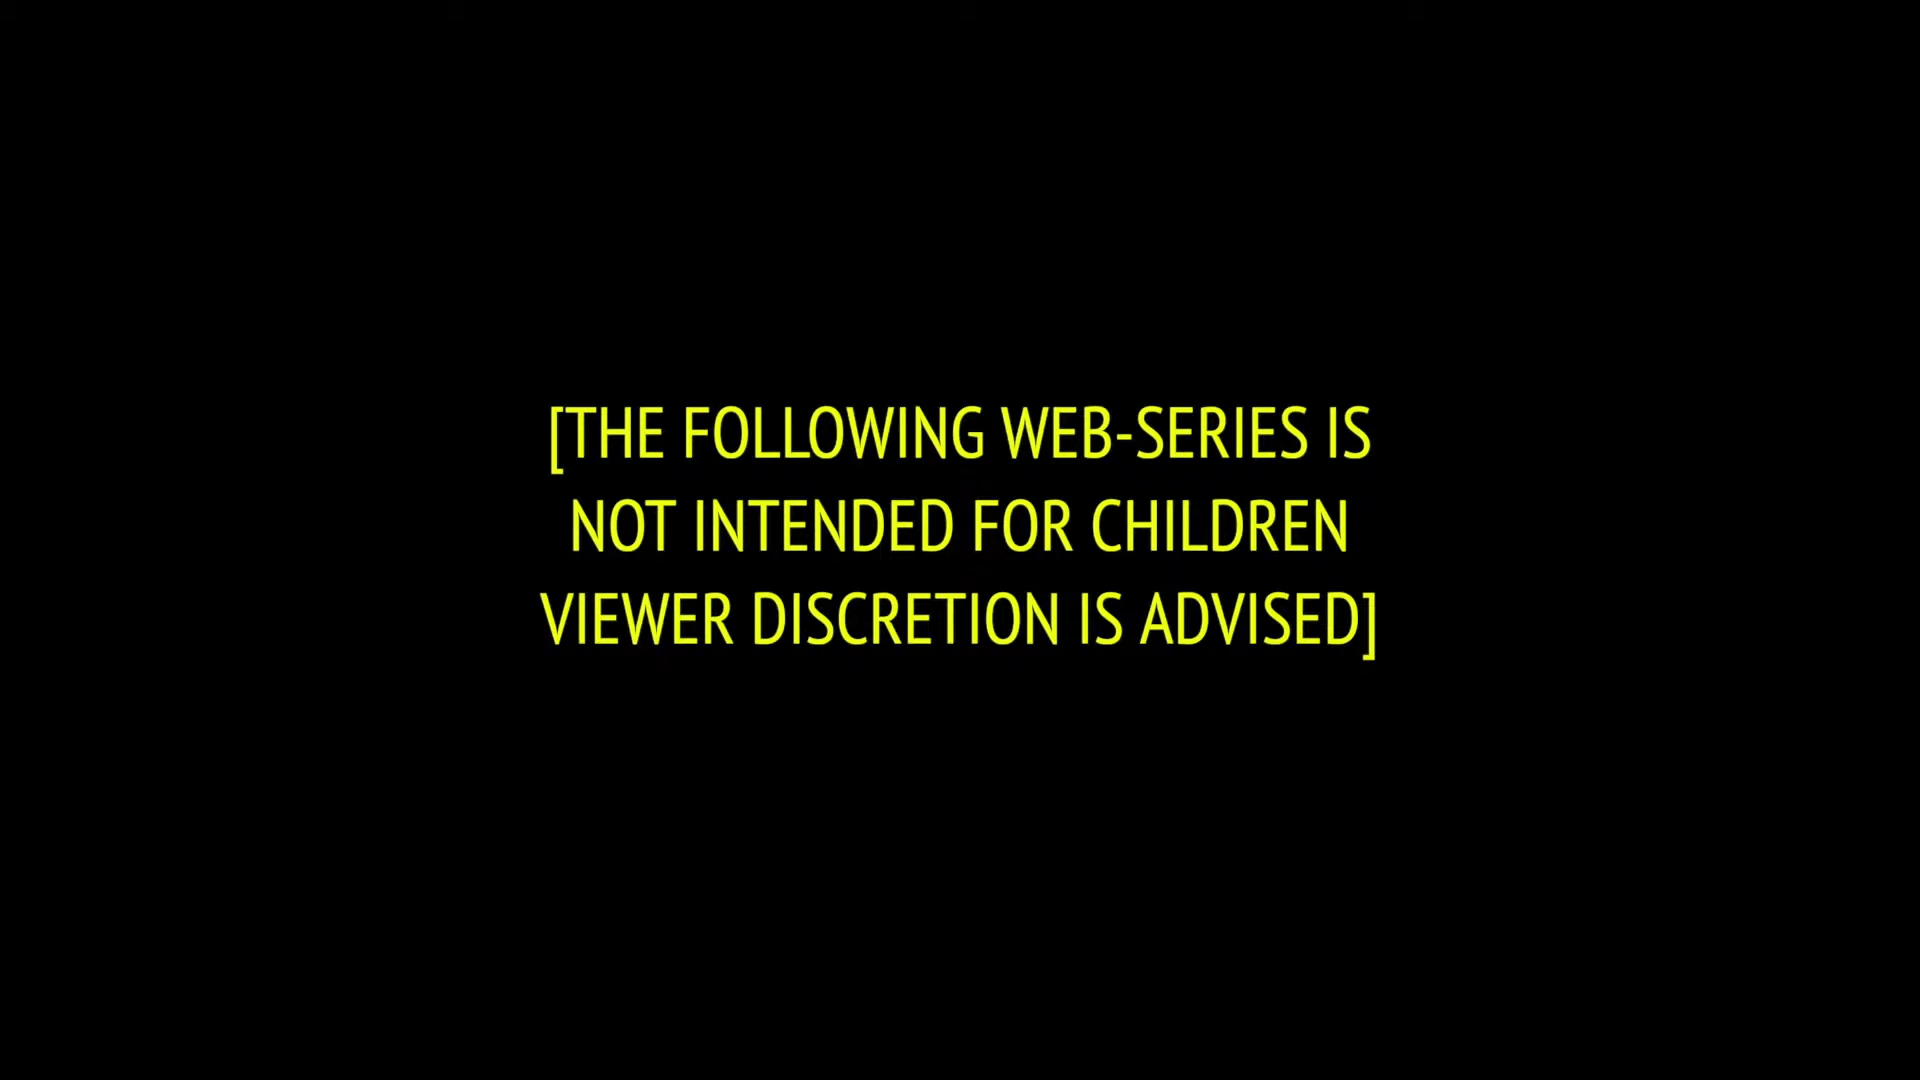 [THE FOLLOWING WEB-SERIES IS
NOT INTENDED FOR CHILDREN
VIEWER DISCRETION IS ADVISED]